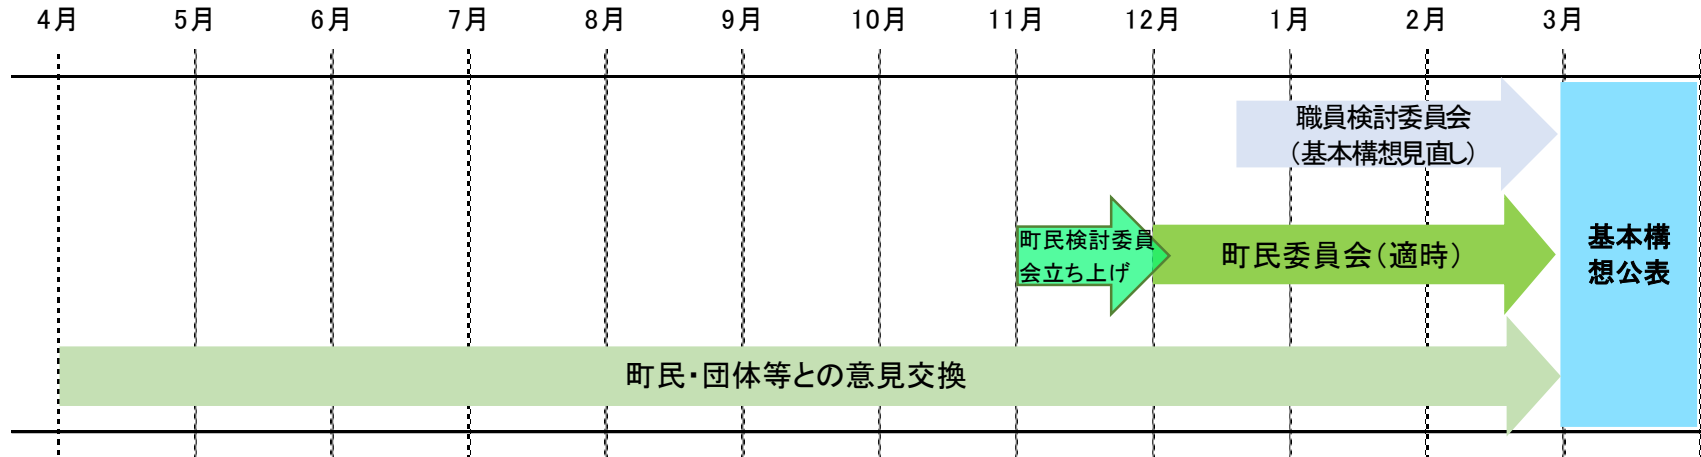 4月 5月 6月 7月 8月 9月 10月 11月 12月 1月 2月 3月
職員検討委員会
（基本構想見直し）
町民検討委員
会立ち上げ
町民委員会（適時）
基本構
想公表
町民・団体等との意見交換